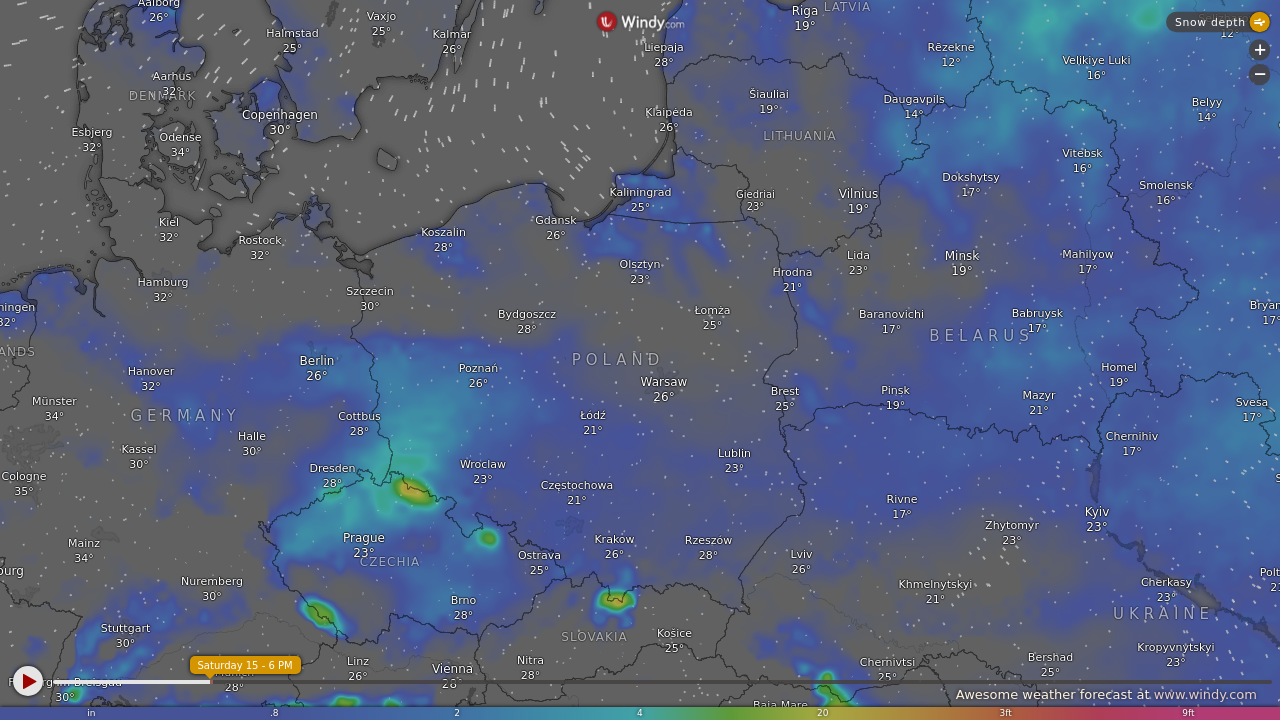 Aalborg
26°
Vaxjo
25°
Halmstad
25°
Kalmar
26°
Windy.com
Riga
19°
LATVIA
Snow depth
12°
Liepaja
28°
Rēzekne
12°
Velikiye Luki
16°
Aarhus
32°
DENMARK
Šiauliai
19°
Daugavpils
14°
Belyy
14°
Copenhagen
30°
Klaipėda
26°
Esbjerg
32°
Odense
34°
LITHUANIA
Vitebsk
16°
Dokshytsy
17°
Smolensk
16°
Kaliningrad
25°
Giedriai
23°
Vilnius
19°
Kiel
32°
Gdansk
26°
Koszalin
28°
Rostock
32°
Olsztyn
23°
Hrodna
21°
Lida
23°
Minsk
19°
Mahilyow
17°
Hamburg
32°
Szczecin
30°
ningen
32°
Bydgoszcz
28°
Łomża
25°
Baranovichi
17°
Babruysk
17°
Bryan
17°
BELARUS
ANDS
POLAND
Berlin
26°
Hanover
32°
Poznań
26°
Warsaw
26°
Brest
25°
Pinsk
19°
Homel
19°
Mazyr
21°
Münster
34°
GERMANY
Cottbus
28°
Łódź
21°
Svesa
17°
Halle
30°
Kassel
30°
Chernihiv
17°
Lublin
23°
Dresden
28°
Wroclaw
23°
Cologne
35°
Częstochowa
21°
Rivne
17°
Kyiv
23°
Zhytomyr
23°
Mainz
34°
Prague
23°
CZECHIA
Ostrava
25°
Krakow
26°
Rzeszów
28°
Lviv
26°
burg
Nuremberg
30°
Khmelnytskyi
21°
Cherkasy
23°
Polt
Brno
28°
UKRAINE
Stuttgart
30°
SLOVAKIA
Košice
25°
Kropyvnytskyi
23°
Saturday 15 - 6 PM
Linz
26°
Vienna
28
Nitra
28°
Chernivtsi
25°
Bershad
25°
28°
30°
Awesome weather forecast at www.windy.com
Baia Mare
in .8 2 4 20 3ft 9ft